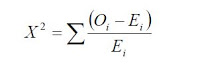 X² = ∑ (Oᵢ − Eᵢ) / Eᵢ